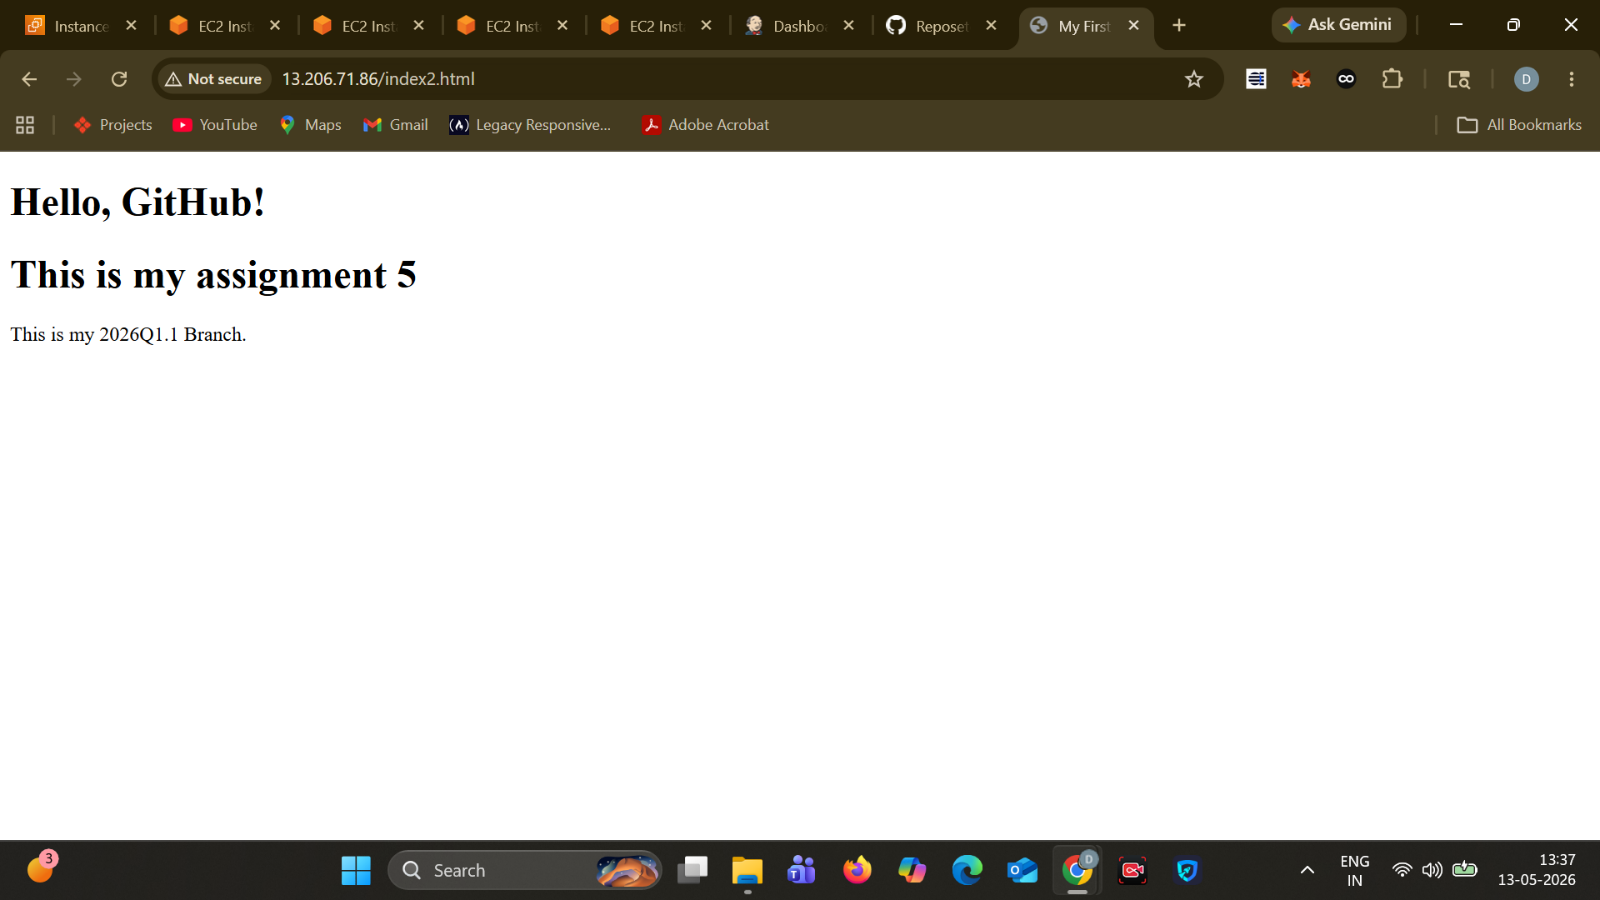 Instance
EC2 Inst
EC2 Inst
EC2 Inst
EC2 Inst
Dashbo
Reposet
My First
Ask Gemini
Not secure
13.206.71.86/index2.html
D
Projects
YouTube
Maps
Gmail
Legacy Responsive...
Adobe Acrobat
All Bookmarks
Hello, GitHub!
This is my assignment 5
This is my 2026Q1.1 Branch.
3
Search
D
ENG
IN
13:37
13-05-2026